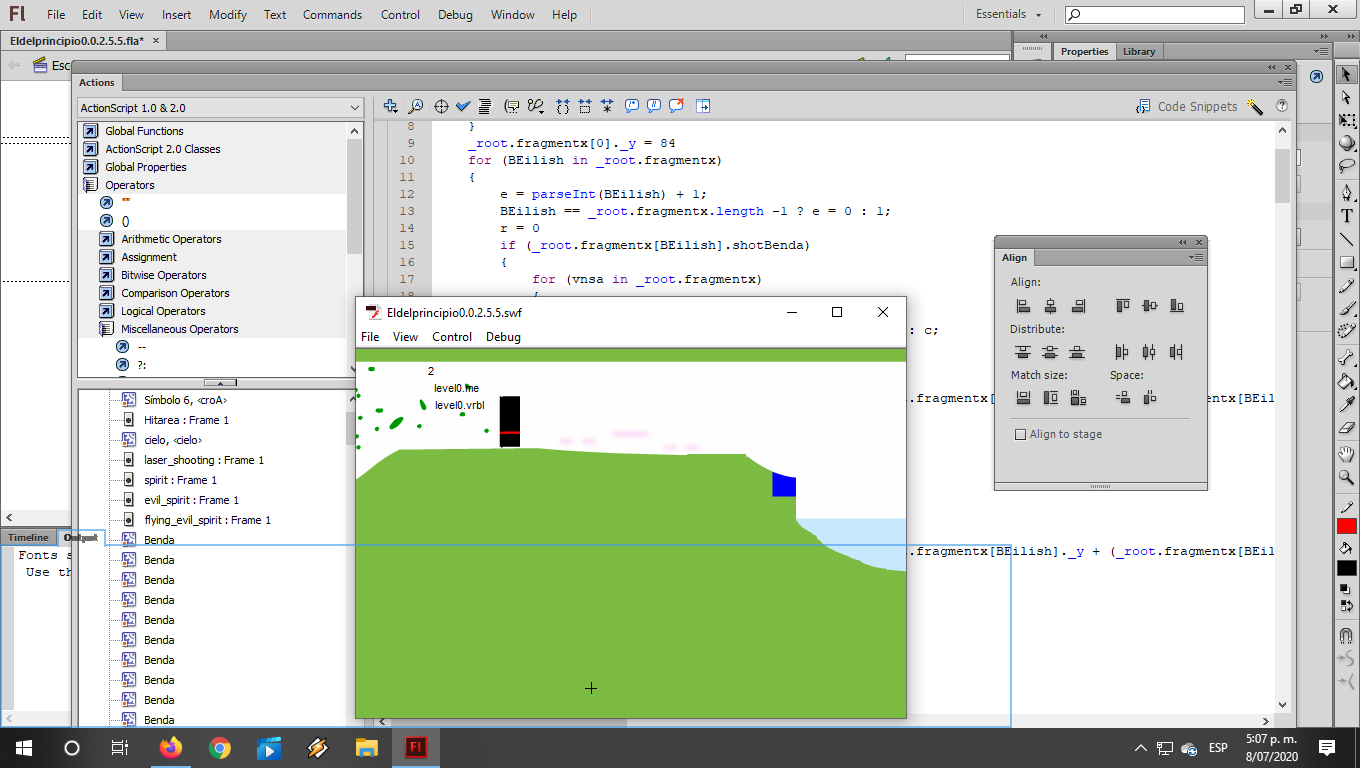 Fl File Edit View Insert Modify Text Commands Control Debug Window Help Essentials
Eldelprincipio0.0.2.5.5.fla* ×
Properties Library
Esc
Actions
ActionScript 1.0 & 2.0
Code Snippets
Global Functions
ActionScript 2.0 Classes
Global Properties
Operators
""
()
Arithmetic Operators
Assignment
Bitwise Operators
Comparison Operators
Logical Operators
Miscellaneous Operators
--
?:
8 }
9 _root.fragmentx[0]._y = 84
10 for (BEilish in _root.fragmentx)
11 {
12 e = parseInt(BEilish) + 1;
13 BEilish == _root.fragmentx.length -1 ? e = 0 : 1;
14 r = 0
15 if (_root.fragmentx[BEilish].shotBenda)
16 {
17 for (vnsa in _root.fragmentx)
: c;
.fragmentx[BEil
.fragmentx[BEilish]._y + (_root.fragmentx[BEil
Símbolo 6, <croA>
Hitarea : Frame 1
cielo, <cielo>
laser_shooting : Frame 1
spirit : Frame 1
evil_spirit : Frame 1
flying_evil_spirit : Frame 1
Benda
Benda
Benda
Benda
Benda
Benda
Benda
Benda
Benda
Benda
Timeline Output
Fonts s
Use th
Eldelprincipio0.0.2.5.5.swf
File View Control Debug
2
level0.me
level0.vrbl
Align
Align:
Distribute:
Match size: Space:
Align to stage
Fl
ESP
5:07 p. m.
8/07/2020